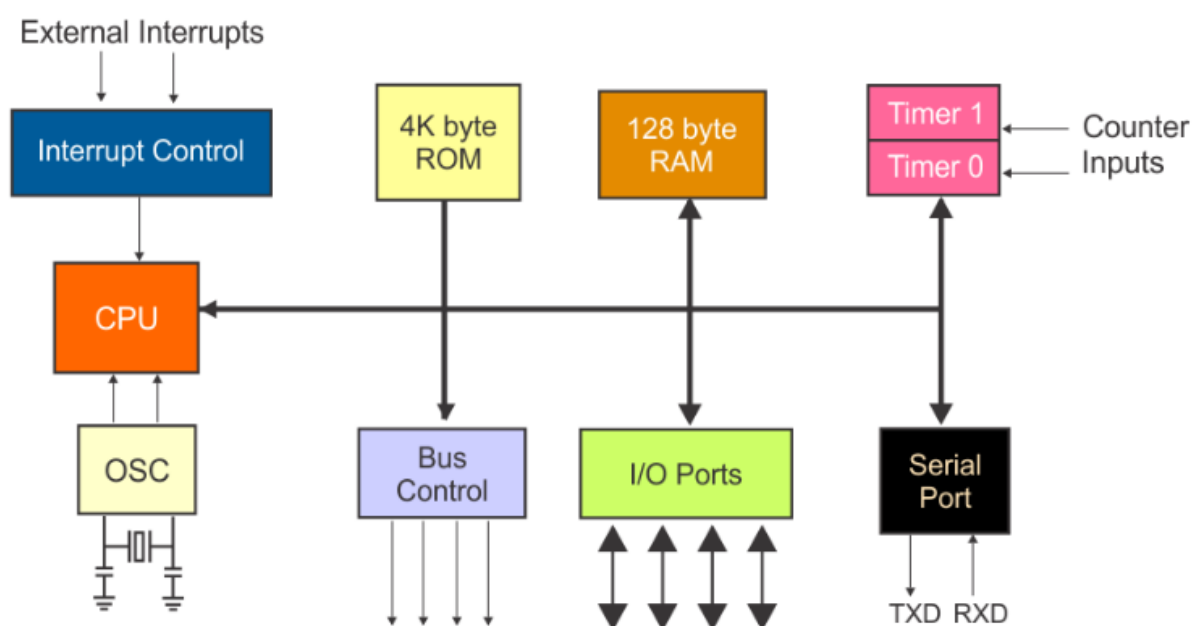 External Interrupts
Interrupt Control
4K byte
ROM
128 byte
RAM
Timer 1
Timer 0
Counter
Inputs
CPU
OSC
Bus
Control
I/O Ports
Serial
Port
TXD RXD